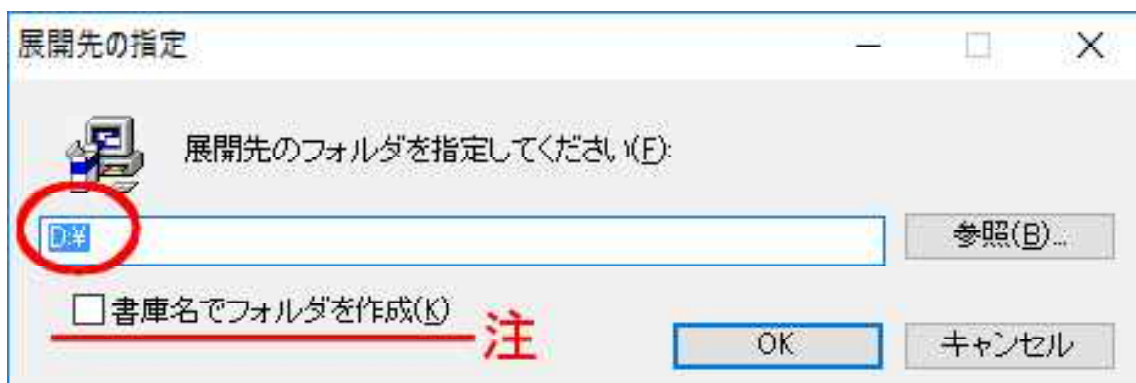 展開先の指定
展開先のフォルダを指定してください(F):
D:¥
参照(B)...
書庫名でフォルダを作成(K)
注
OK
キャンセル